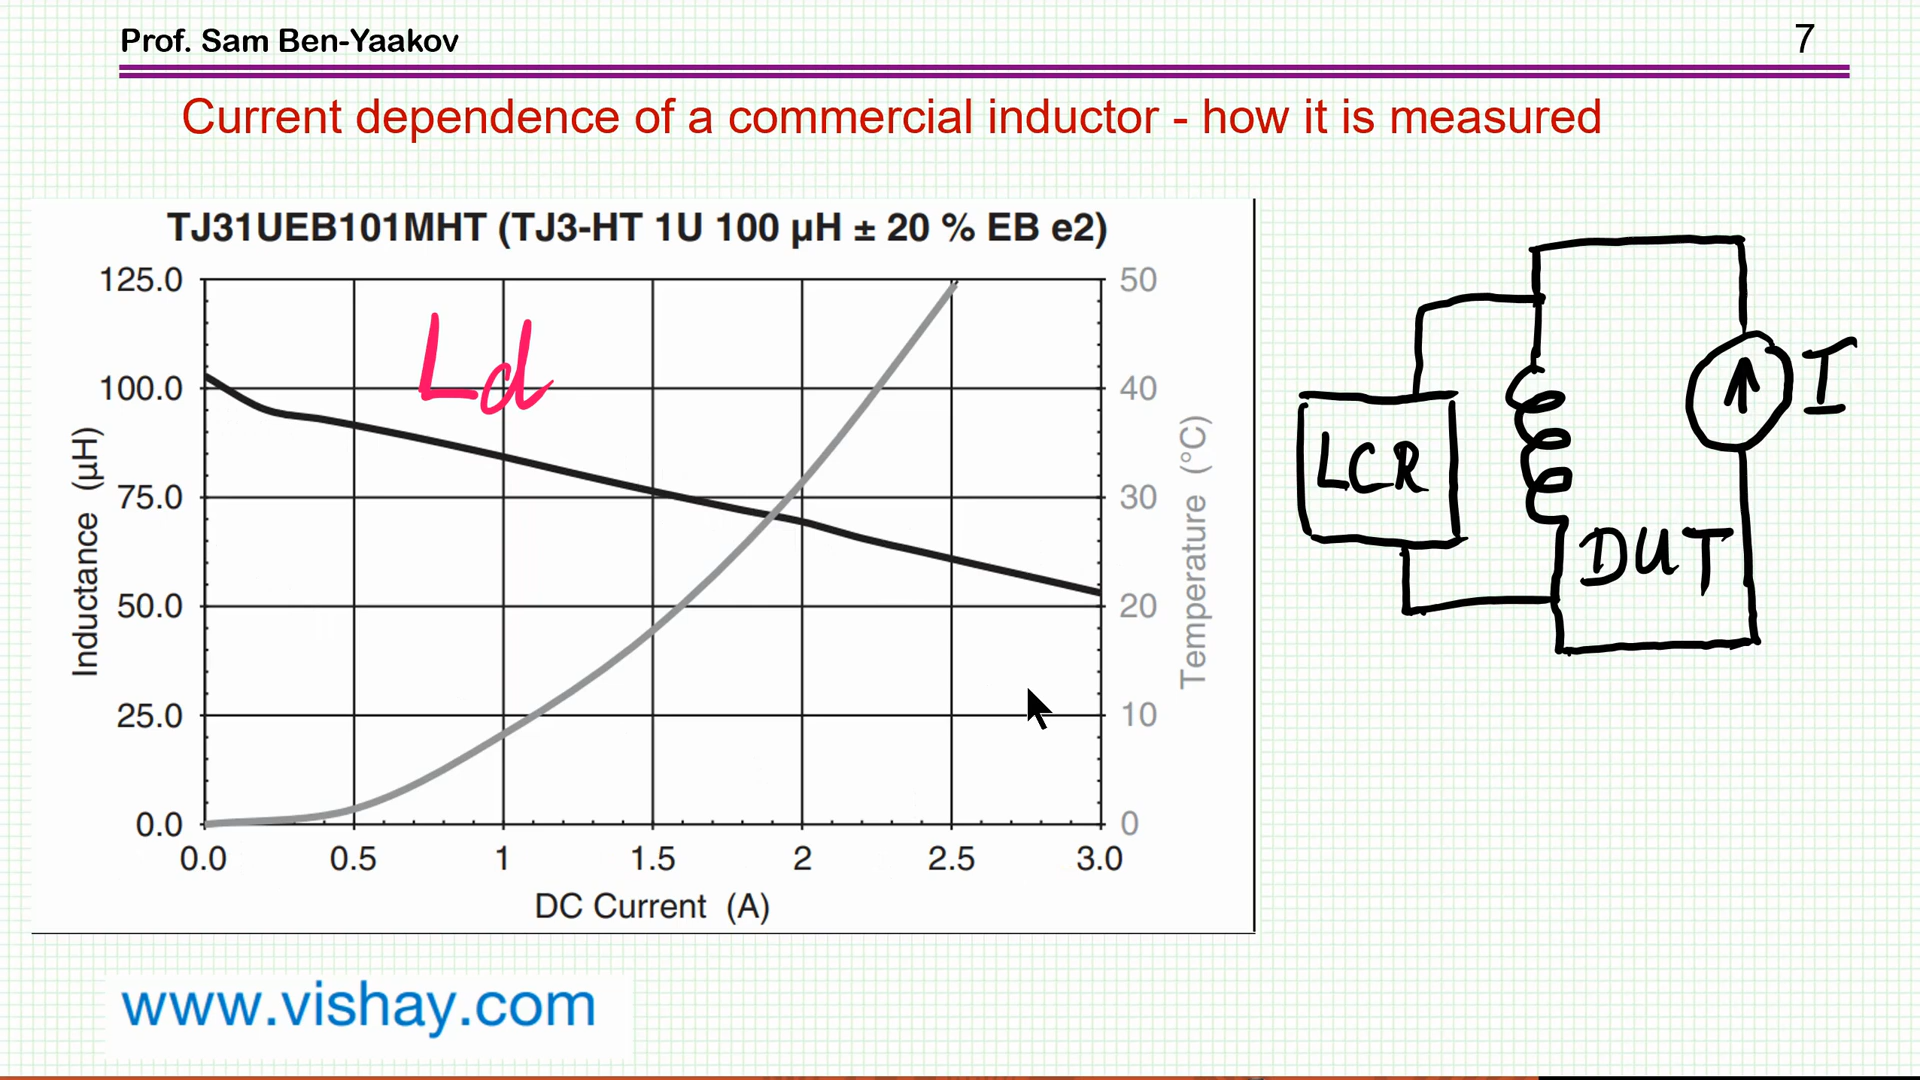 Prof. Sam Ben-Yaakov
7
Current dependence of a commercial inductor - how it is measured
TJ31UEB101MHT (TJ3-HT 1U 100 µH ± 20 % EB e2)
125.0
100.0
75.0
50.0
25.0
0.0
Inductance (µH)
Ld
50
40
30
20
10
0
Temperature (°C)
0.0 0.5 1 1.5 2 2.5 3.0
DC Current (A)
LCR
DUT
I
www.vishay.com